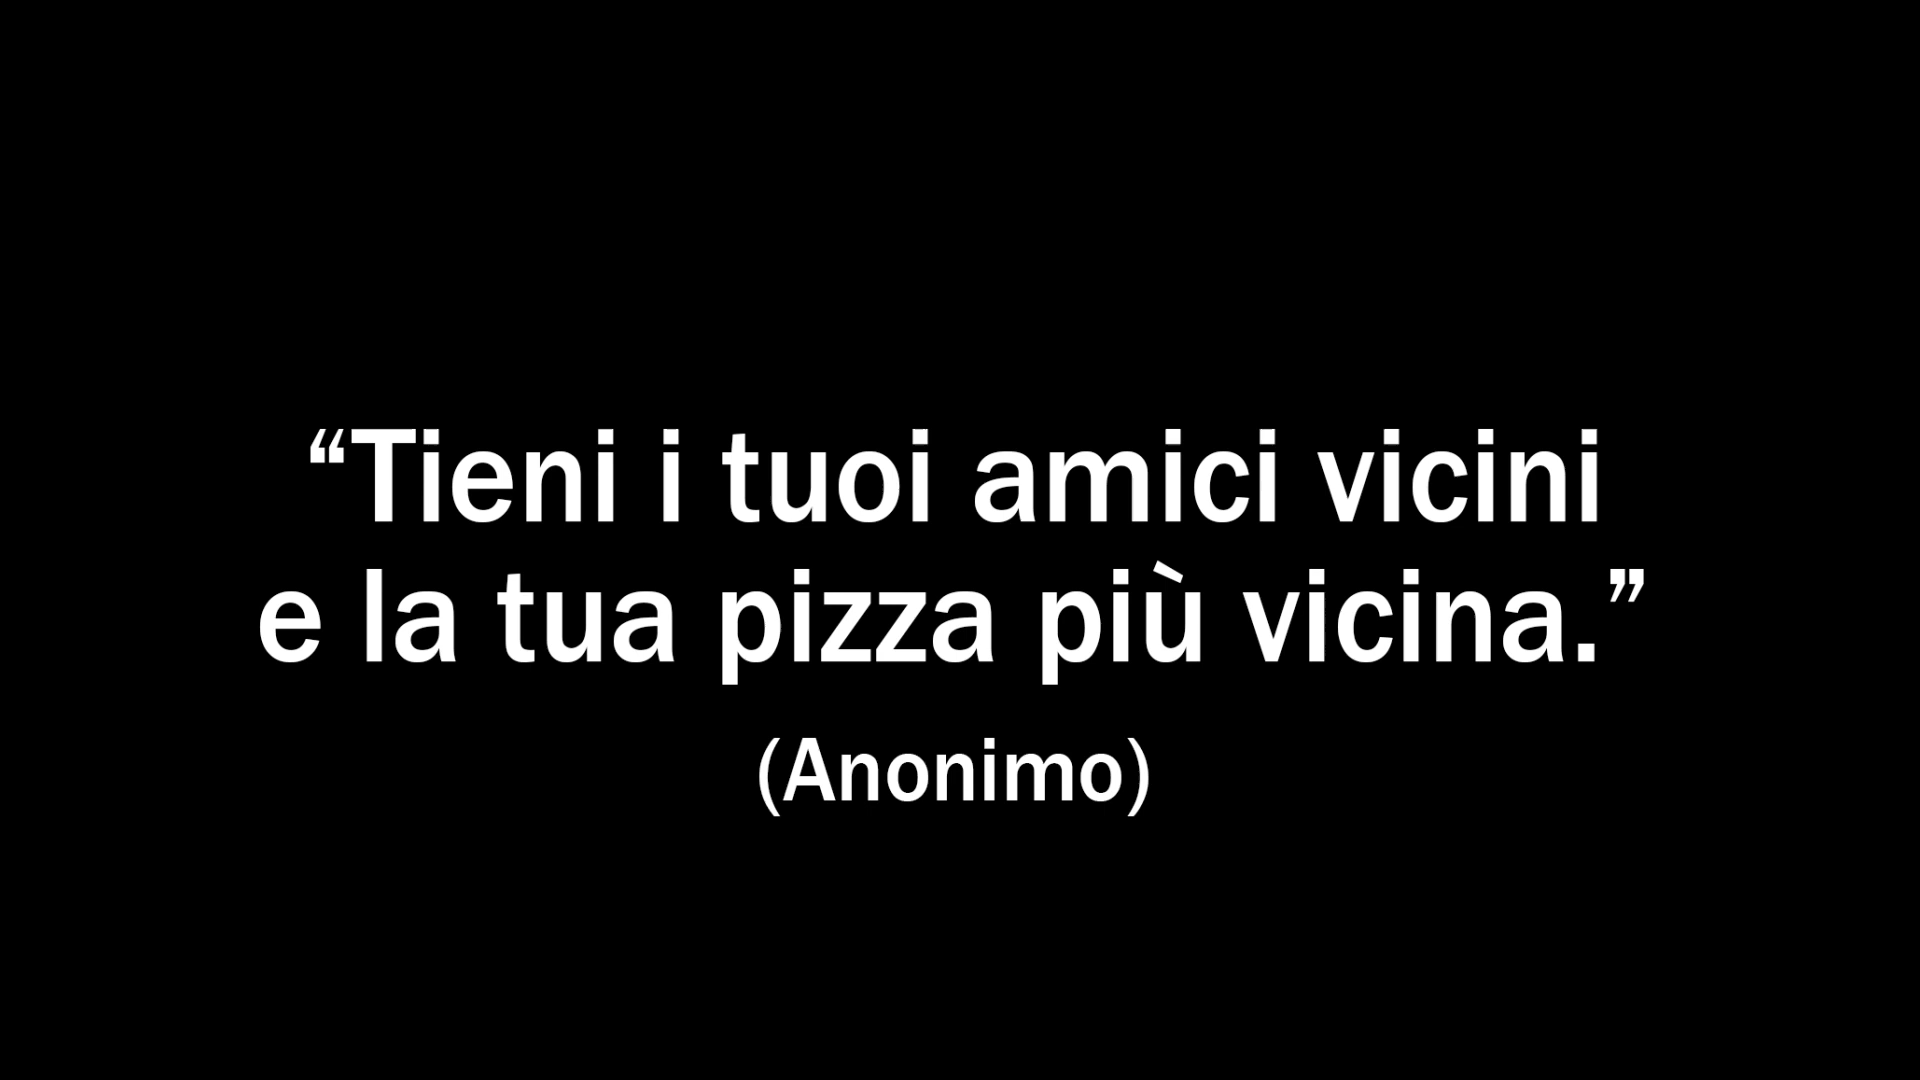 “Tieni i tuoi amici vicini
e la tua pizza più vicina.”
(Anonimo)